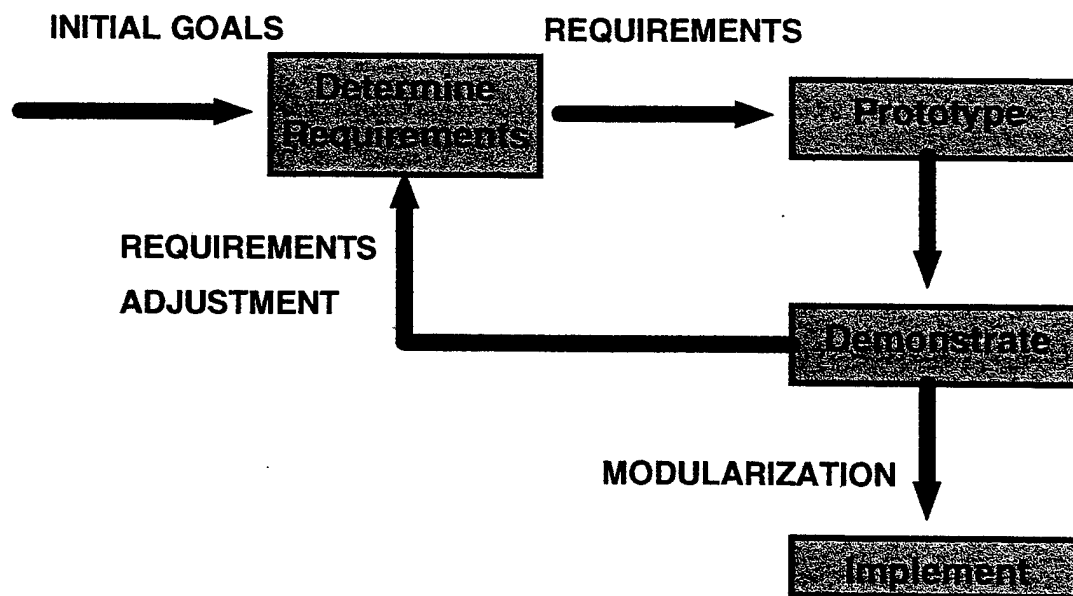 INITIAL GOALS
REQUIREMENTS
Determine
Requirements
Prototype
REQUIREMENTS
ADJUSTMENT
Demonstrate
MODULARIZATION
Implement